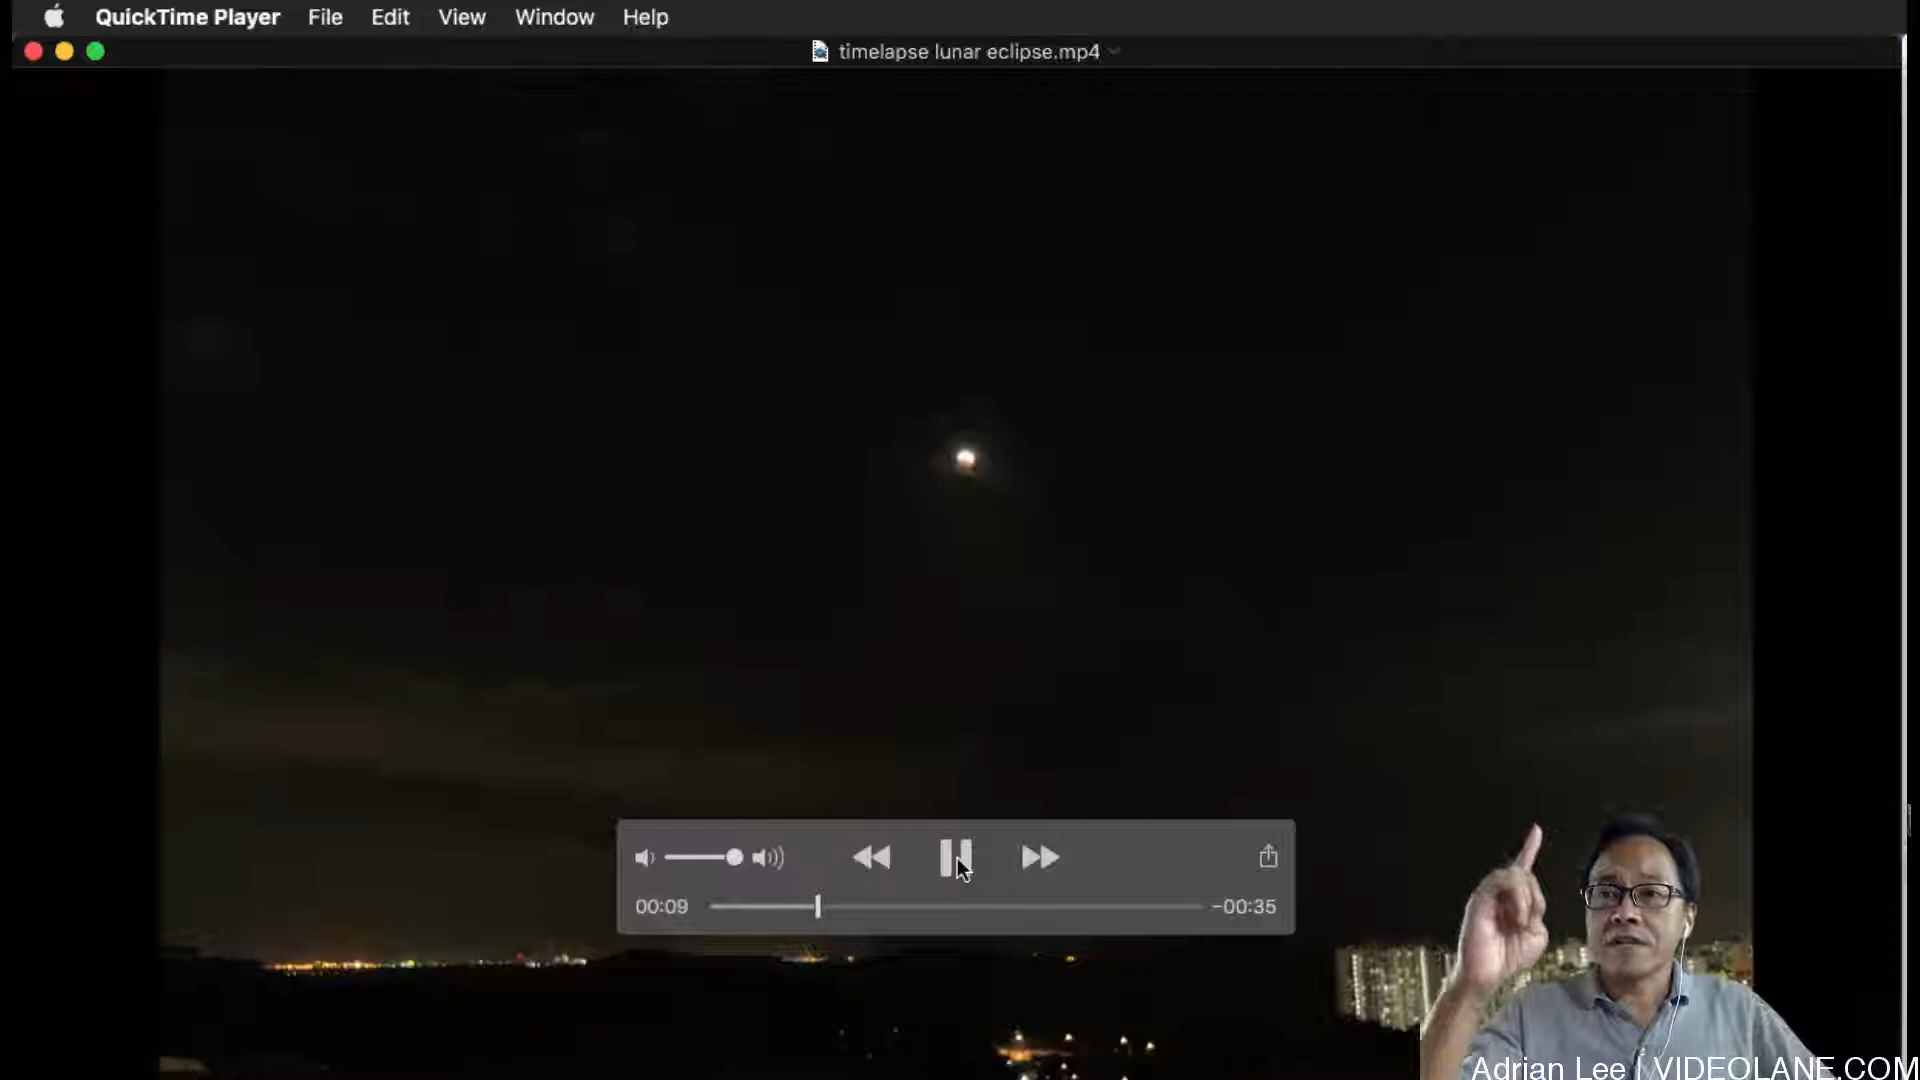 QuickTime Player File Edit View Window Help
timelapse lunar eclipse.mp4
00:09
-00:35
Adrian Lee | VIDEOLANE.COM